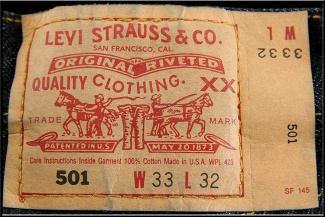 LEVI STRAUSS & CO.
SAN FRANCISCO, CAL.
ORIGINAL RIVETED
QUALITY CLOTHING. XX
TRADE MARK
PATENTED IN U.S. MAY 20 1873
Care Instructions Inside Garment 100% Cotton Made in U.S.A. WPL 423
501 W 33 L 32
W L
3332
501
SF 145